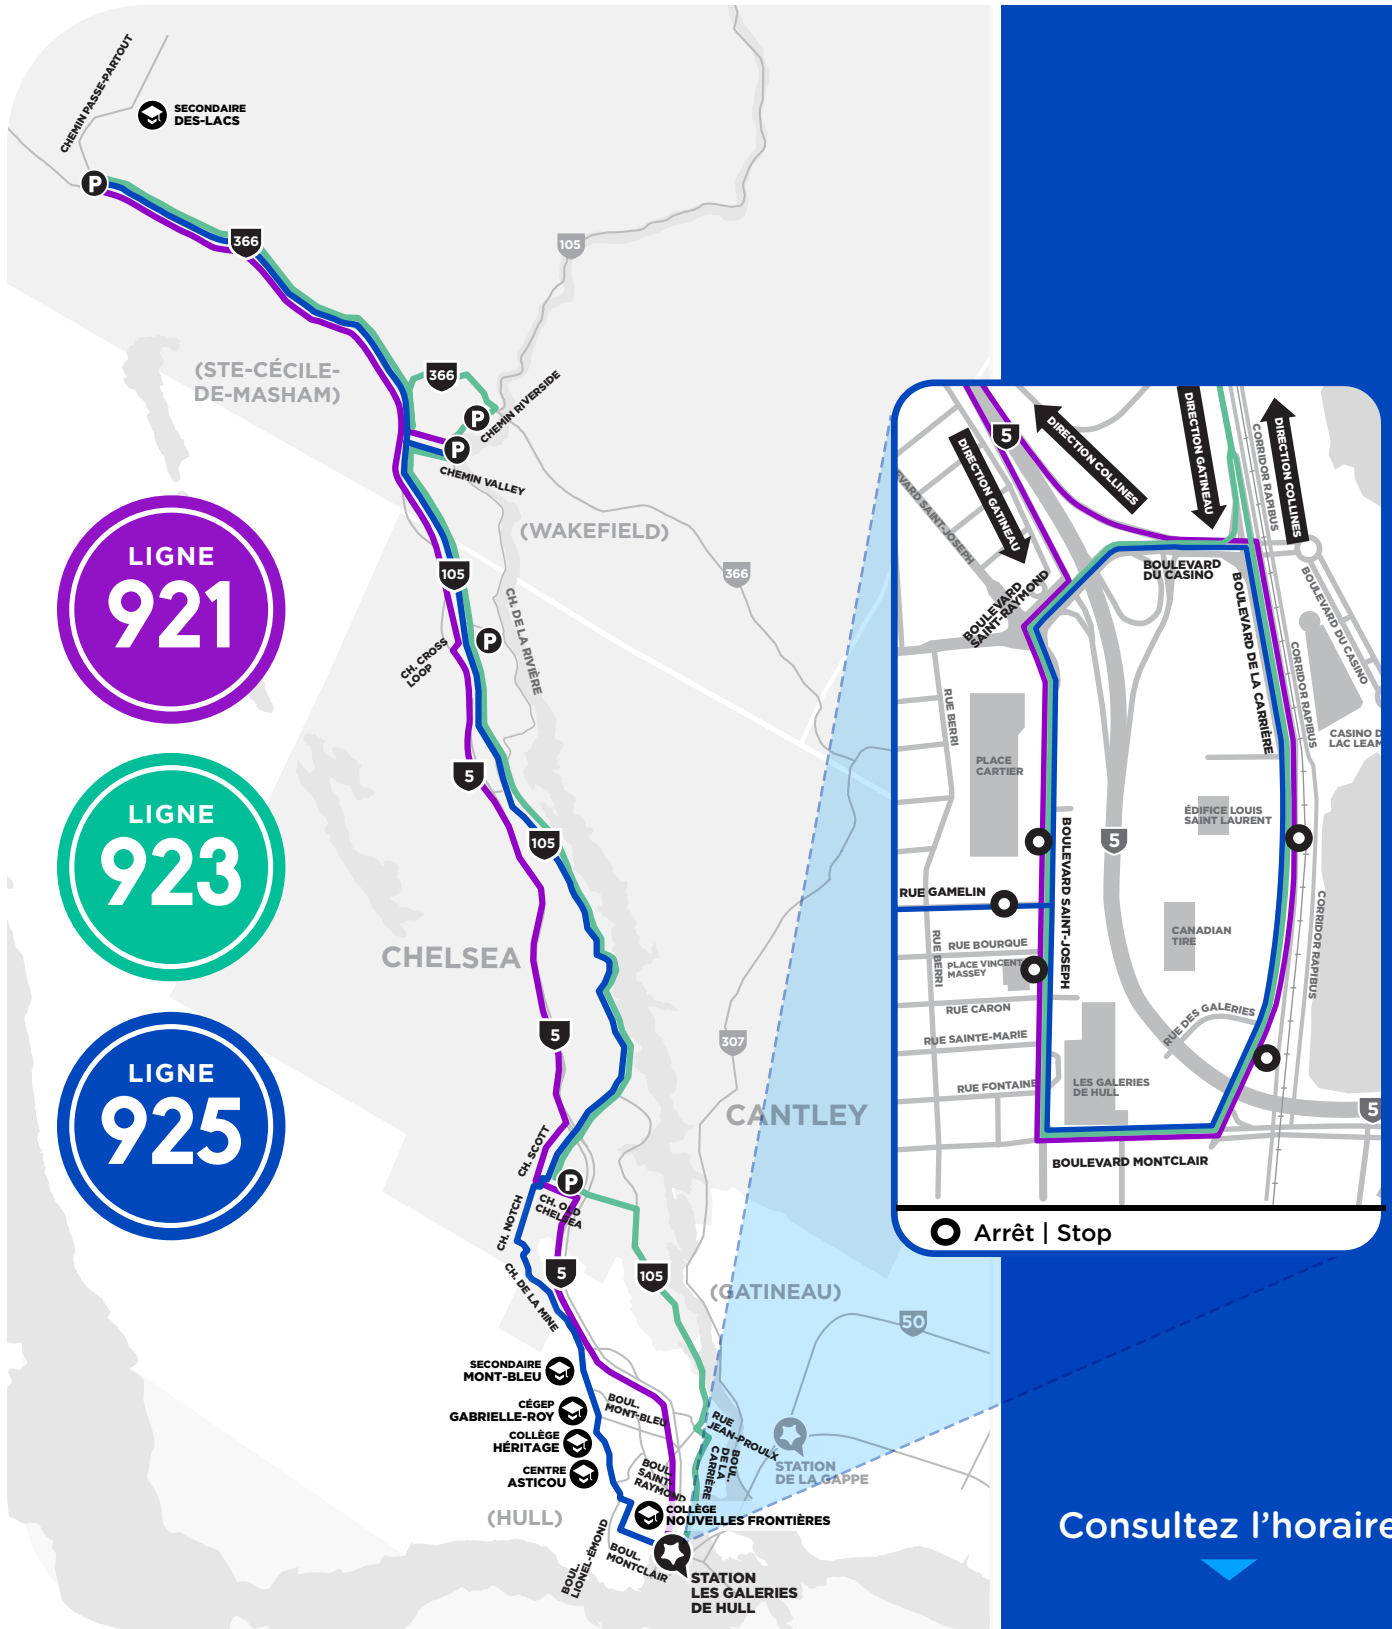 CHEMIN PASSE-PARTOUT
SECONDAIRE
DES-LACS
P
366
105
(STE-CÉCILE-
DE-MASHAM)
366
P
CHEMIN RIVERSIDE
P
CHEMIN VALLEY
(WAKEFIELD)
366
105
CH. DE LA RIVIÈRE
P
CH. CROSS
LOOP
LIGNE
921
5
105
LIGNE
923
CHELSEA
5
307
CANTLEY
LIGNE
925
CH. SCOTT
P
CH. OLD
CHELSEA
CH. NOTCH
5
105
CH. DE LA MINE
(GATINEAU)
50
SECONDAIRE
MONT-BLEU
CÉGEP
GABRIELLE-ROY
COLLÈGE
HÉRITAGE
CENTRE
ASTICOU
BOUL.
MONT-BLEU
RUE
JEAN-PROULX
BOUL.
DE LA
CARRIÈRE
STATION
DE LA GAPPE
BOUL.
SAINT-
RAYMOND
(HULL)
COLLÈGE
NOUVELLES FRONTIÈRES
BOUL.
LIONEL-ÉMOND
BOUL.
MONTCLAIR
STATION
LES GALERIES
DE HULL
5
DIRECTION COLLINES
DIRECTION GATINEAU
DIRECTION GATINEAU
CORRIDOR RAPIBUS
DIRECTION COLLINES
EVARD SAINT-JOSEPH
BOULEVARD
SAINT-RAYMOND
BOULEVARD
DU CASINO
BOULEVARD DE LA CARRIÈRE
BOULEVARD DU CASINO
CORRIDOR RAPIBUS
RUE BERRI
PLACE
CARTIER
CASINO D
LAC LEAM
ÉDIFICE LOUIS
SAINT LAURENT
5
BOULEVARD SAINT-JOSEPH
RUE GAMELIN
RUE BERRI
RUE BOURQUE
PLACE VINCENT
MASSEY
CANADIAN
TIRE
CORRIDOR RAPIBUS
RUE CARON
RUE DES GALERIES
RUE SAINTE-MARIE
RUE FONTAINE
LES GALERIES
DE HULL
5
BOULEVARD MONTCLAIR
Arrêt | Stop
Consultez l'horaire